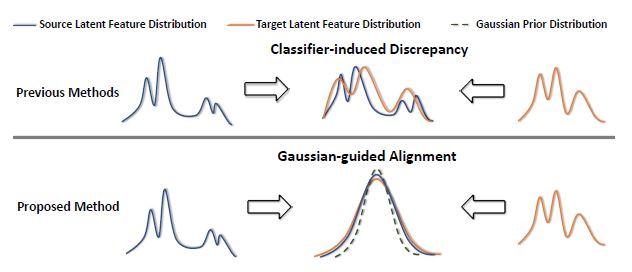 Source Latent Feature Distribution Target Latent Feature Distribution Gaussian Prior Distribution
Classifier-induced Discrepancy
Previous Methods
Gaussian-guided Alignment
Proposed Method